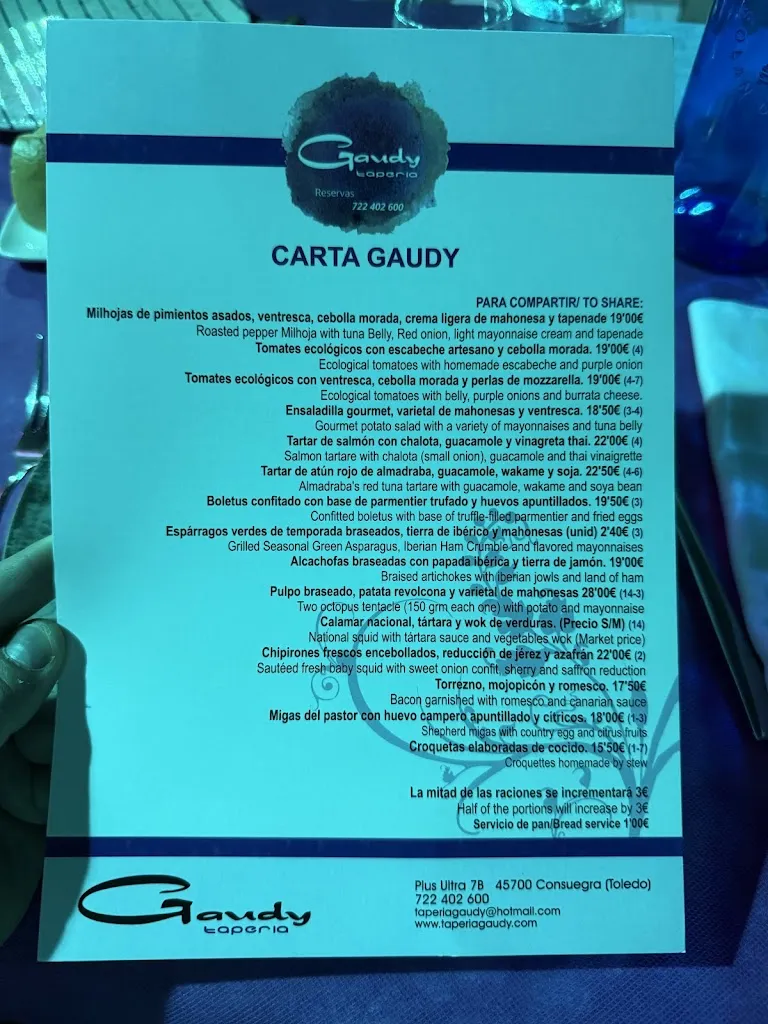 Gaudy
taperia
Reservas
722 402 600
CARTA GAUDY
PARA COMPARTIR/ TO SHARE:
Milhojas de pimientos asados, ventresca, cebolla morada, crema ligera de mahonesa y tapenade 19'00€
Roasted pepper Milhoja with tuna Belly, Red onion, light mayonnaise cream and tapenade
Tomates ecológicos con escabeche artesano y cebolla morada. 19'00€ (4)
Ecological tomatoes with homemade escabeche and purple onion
Tomates ecológicos con ventresca, cebolla morada y perlas de mozzarella. 19'00€ (4-7)
Ecological tomatoes with belly, purple onions and burrata cheese.
Ensaladilla gourmet, varietal de mahonesas y ventresca. 18'50€ (3-4)
Gourmet potato salad with a variety of mayonnaises and tuna belly
Tartar de salmón con chalota, guacamole y vinagreta thai. 22'00€ (4)
Salmon tartare with chalota (small onion), guacamole and thai vinaigrette
Tartar de atún rojo de almadraba, guacamole, wakame y soja. 22'50€ (4-6)
Almadraba's red tuna tartare with guacamole, wakame and soya bean
Boletus confitado con base de parmentier trufado y huevos apuntillados. 19'50€ (3)
Confitted boletus with base of truffle-filled parmentier and fried eggs
Espárragos verdes de temporada braseados, tierra de ibérico y mahonesas (unid) 2'40€ (3)
Grilled Seasonal Green Asparagus, Iberian Ham Crimble and flavored mayonnaises
Alcachofas braseadas con papada ibérica y tierra de jamón. 19'00€
Braised artichokes with iberian jowls and land of ham
Pulpo braseado, patata revolcona y varietal de mahonesas 28'00€ (14-3)
Two octopus tentacle (150 grm each one) with potato and mayonnaise
Calamar nacional, tártara y wok de verduras. (Precio S/M) (14)
National squid with tártara sauce and vegetables wok (Market price)
Chipirones frescos encebollados, reducción de jérez y azafrán 22'00€ (2)
Sautéed fresh baby squid with sweet onion confit, sherry and saffron reduction
Torrezno, mojopicón y romesco. 17'50€
Bacon garnished with romesco and canarian sauce
Migas del pastor con huevo campero apuntillado y cítricos. 18'00€ (1-3)
Shepherd migas with country egg and citrus fruits
Croquetas elaboradas de cocido. 15'50€ (1-7)
Croquettes homemade by stew
La mitad de las raciones se incrementará 3€
Half of the portions will increase by 3€
Servicio de pan/Bread service 1'00€
Gaudy
taperia
Plus Ultra 7B 45700 Consuegra (Toledo)
722 402 600
taperiagaudy@hotmail.com
www.taperiagaudy.com